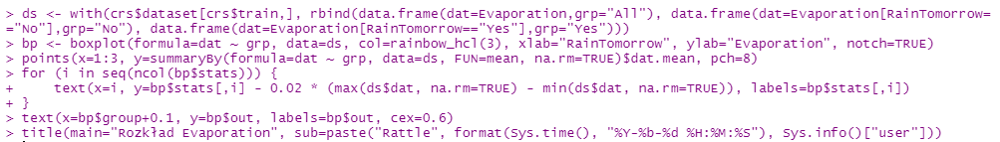 > ds <- with(crs$dataset[crs$train,], rbind(data.frame(dat=Evaporation,grp="All"), data.frame(dat=Evaporation[RainTomorrow=
="No"],grp="No"), data.frame(dat=Evaporation[RainTomorrow=="Yes"],grp="Yes")))
> bp <- boxplot(formula=dat ~ grp, data=ds, col=rainbow_hcl(3), xlab="RainTomorrow", ylab="Evaporation", notch=TRUE)
> points(x=1:3, y=summaryBy(formula=dat ~ grp, data=ds, FUN=mean, na.rm=TRUE)$dat.mean, pch=8)
> for (i in seq(ncol(bp$stats))) {
+     text(x=i, y=bp$stats[,i] - 0.02 * (max(ds$dat, na.rm=TRUE) - min(ds$dat, na.rm=TRUE)), labels=bp$stats[,i])
+ }
> text(x=bp$group+0.1, y=bp$out, labels=bp$out, cex=0.6)
> title(main="Rozkład Evaporation", sub=paste("Rattle", format(Sys.time(), "%Y-%b-%d %H:%M:%S"), Sys.info()["user"]))